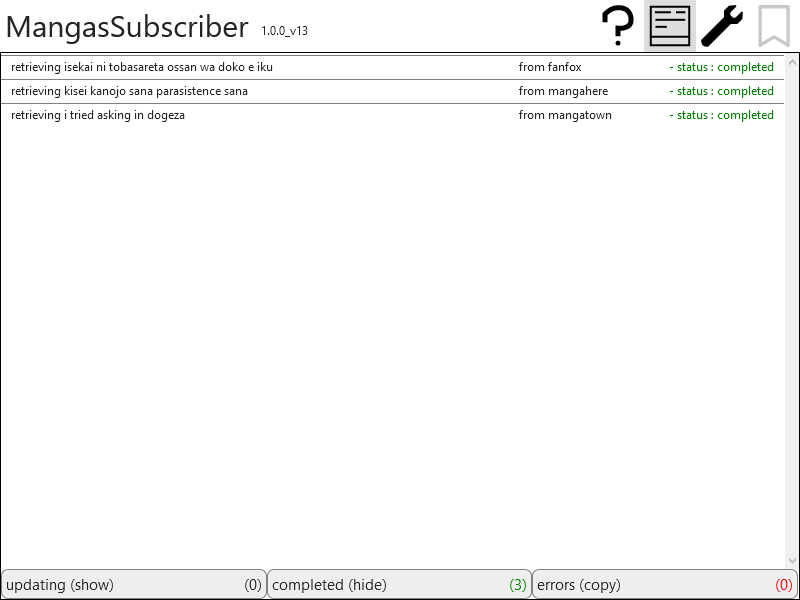 MangasSubscriber 1.0.0_v13
retrieving isekai ni tobasareta ossan wa doko e iku from fanfox - status : completed
retrieving kisei kanojo sana parasistence sana from mangahere - status : completed
retrieving i tried asking in dogeza from mangatown - status : completed
updating (show) (0) completed (hide) (3) errors (copy) (0)